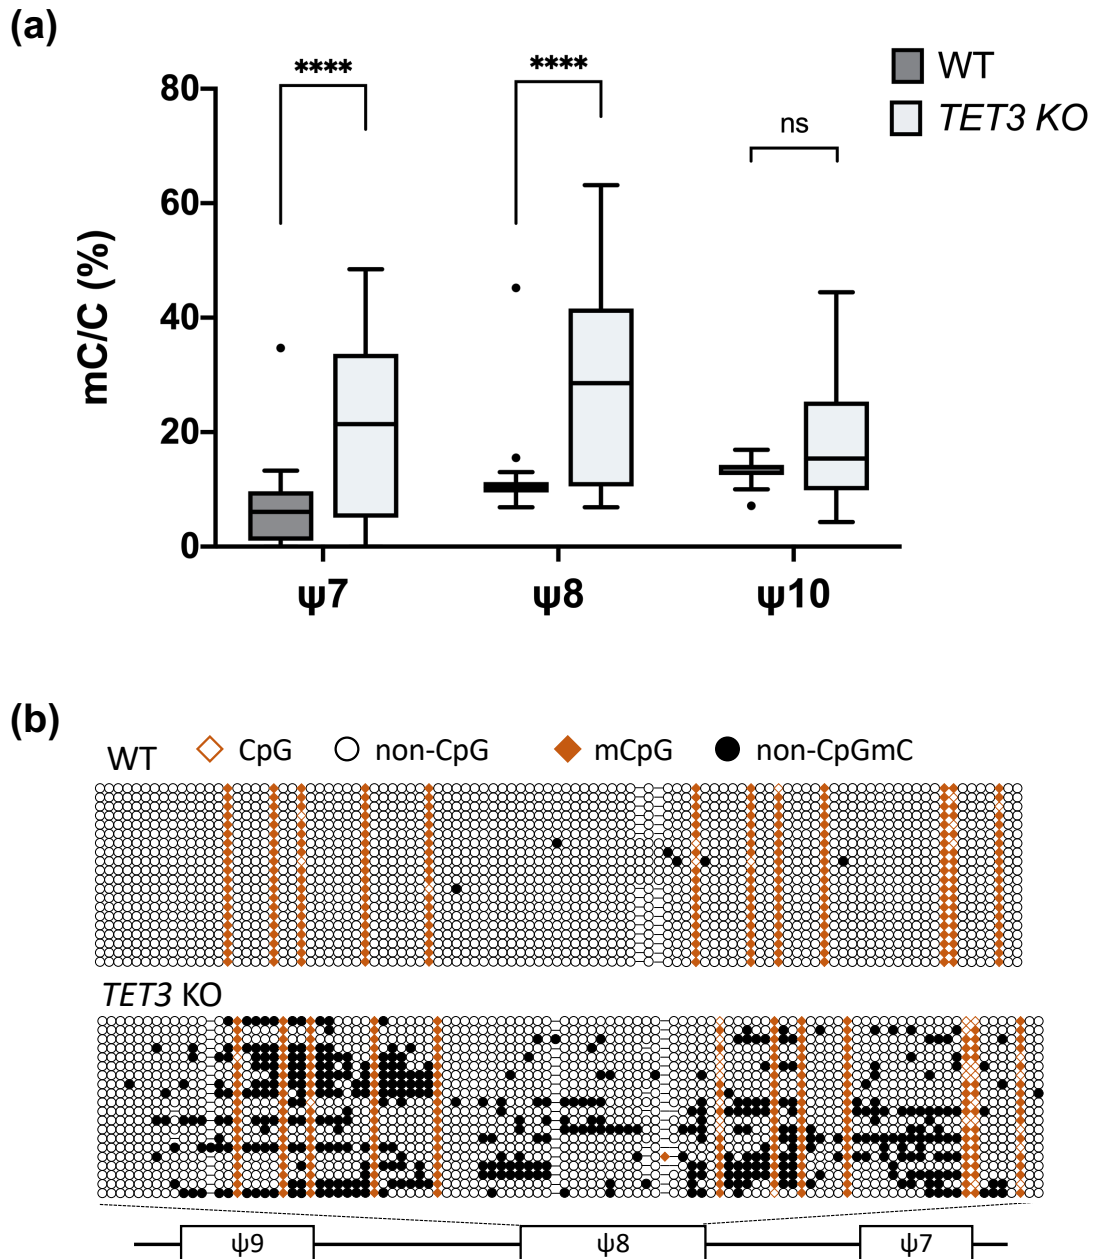 (a)
**** **** ns
WT
TET3 KO
mC/C (%)
80
60
40
20
0
ψ7 ψ8 ψ10
(b)
WT CpG non-CpG mCpG non-CpGmC
TET3 KO
ψ9 ψ8 ψ7